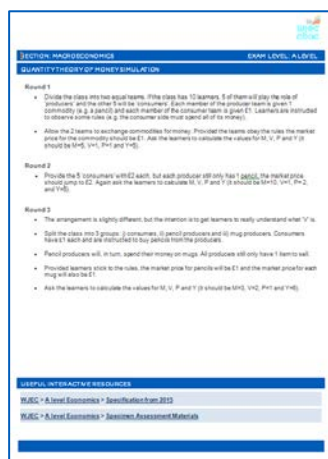 SECTION: MACROECONOMICS EXAM LEVEL: A LEVEL
QUANTITY THEORY OF MONEY SIMULATION
Round 1
• Divide the class into two equal teams. If the class has 10 learners, 5 of them will play the role of
'producers' and the other 5 will be 'consumers'. Each member of the producer team is given 1
commodity (e.g. a pencil) and each member of the consumer team is given £1. Learners are instructed
to observe some rules (e.g. the consumer side must spend all of its money).
• Allow the 2 teams to exchange commodities for money. Provided the teams obey the rules the market
price for the commodity should be £1. Ask the learners to calculate the values for M, V, P and Y (it
should be M=5, V=1, P=1 and Y=5).
Round 2
• Provide the 5 'consumers' with £2 each, but each producer still only has 1 pencil, the market price
should jump to £2. Again ask the learners to calculate M, V, P and Y (it should be M=10, V=1, P= 2,
and Y=5).
Round 3
• The arrangement is slightly different, but the intention is to get learners to really understand what 'V' is.
• Split the class into 3 groups: i) consumers, ii) pencil producers and iii) mug producers. Consumers
have £1 each and are instructed to buy pencils from the producers.
• Pencil producers will, in turn, spend their money on mugs. All producers still only have 1 item to sell.
• Provided learners stick to the rules, the market price for pencils will be £1 and the market price for each
mug will also be £1.
• Ask the learners to calculate the values for M, V, P and Y (it should be M=3, V=2, P=1 and Y=6).
USEFUL INTERACTIVE RESOURCES
WJEC > A level Economics > Specification from 2015
WJEC > A level Economics > Specimen Assessment Materials